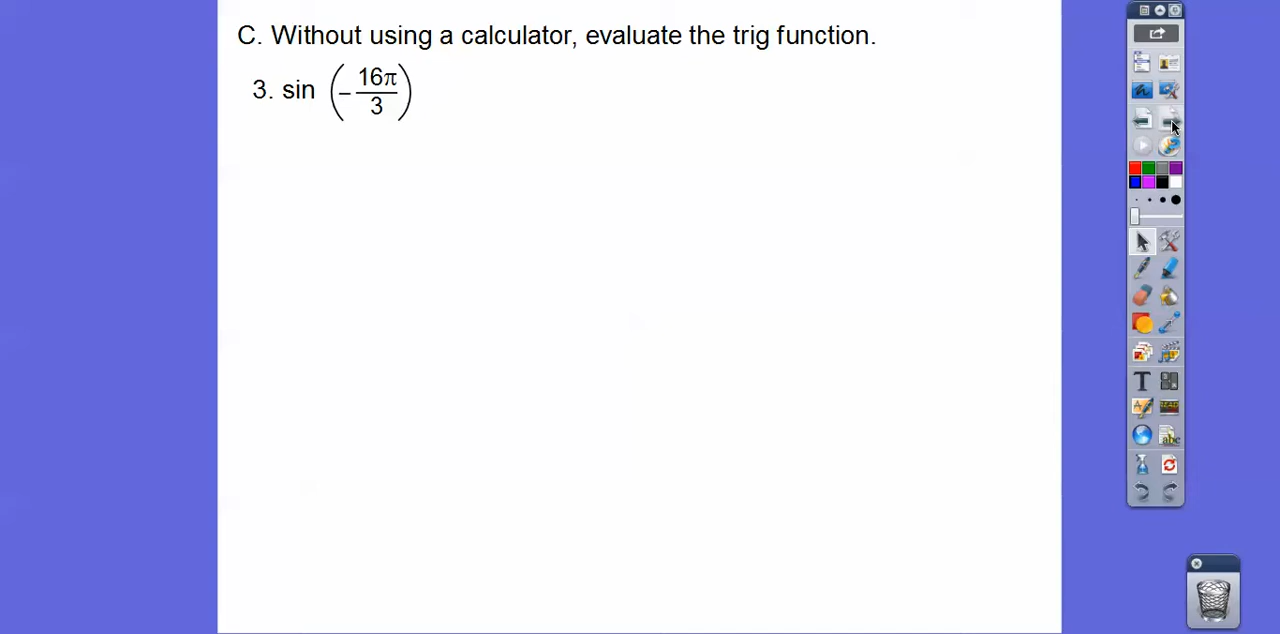 C. Without using a calculator, evaluate the trig function.
3. sin (-16π/3)